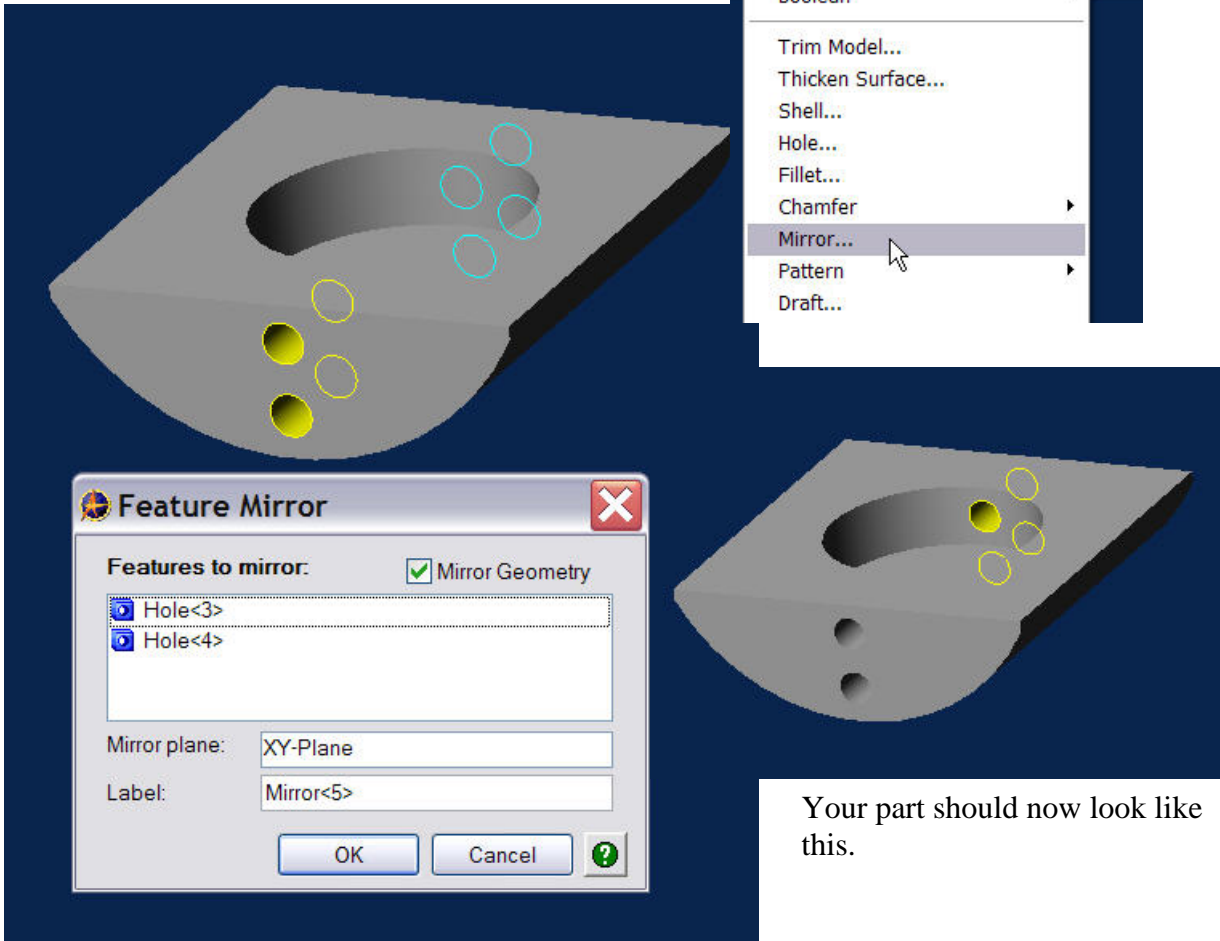 Boolean
Trim Model...
Thicken Surface...
Shell...
Hole...
Fillet...
Chamfer
Mirror...
Pattern
Draft...
Feature Mirror
Features to mirror:
Mirror Geometry
Hole<3>
Hole<4>
Mirror plane:
XY-Plane
Label:
Mirror<5>
OK
Cancel
?
Your part should now look like
this.